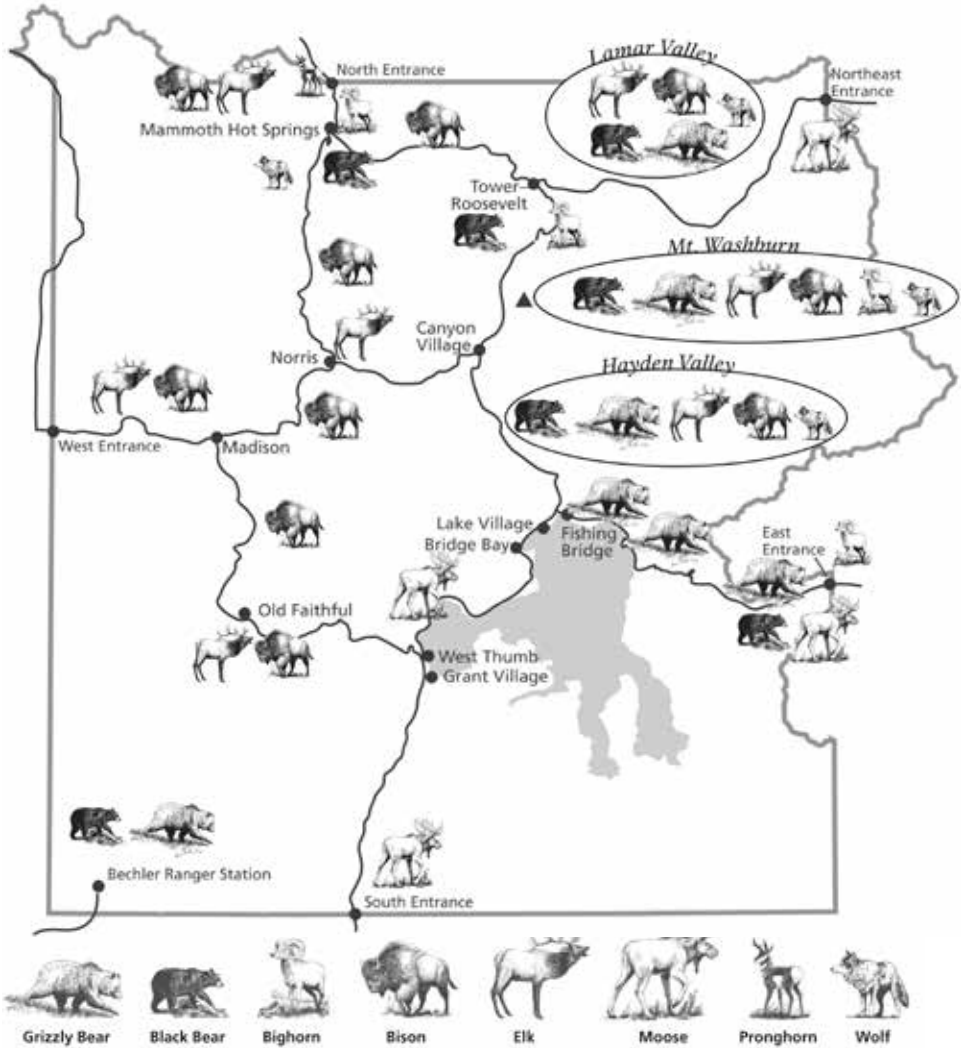 Lamar Valley
North Entrance
Northeast
Entrance
Mammoth Hot Springs
Tower-
Roosevelt
Mt. Washburn
Canyon
Village
Norris
Hayden Valley
West Entrance
Madison
Lake Village
Bridge Bay
Fishing
Bridge
East
Entrance
Old Faithful
West Thumb
Grant Village
Bechler Ranger Station
South Entrance
Grizzly Bear
Black Bear
Bighorn
Bison
Elk
Moose
Pronghorn
Wolf